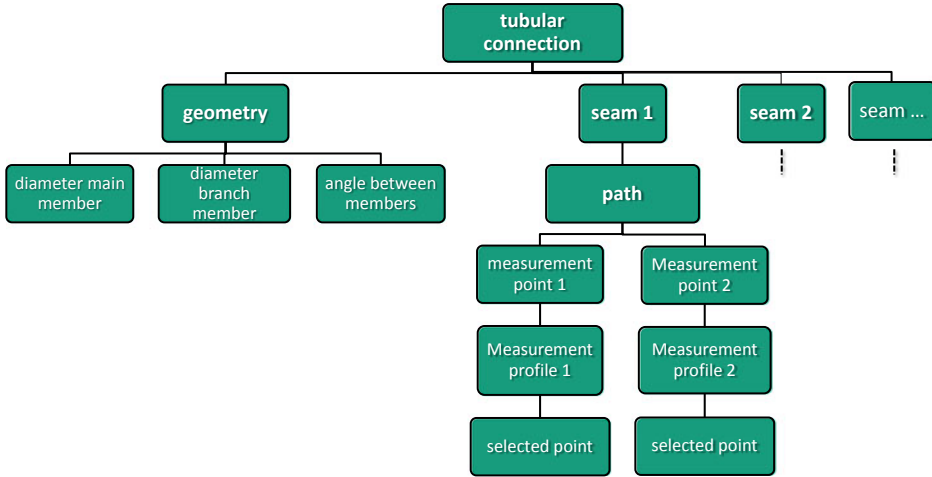 tubular
connection
geometry
seam 1
seam 2
seam ...
diameter main
member
diameter
branch
member
angle between
members
path
measurement
point 1
Measurement
point 2
Measurement
profile 1
Measurement
profile 2
selected point
selected point